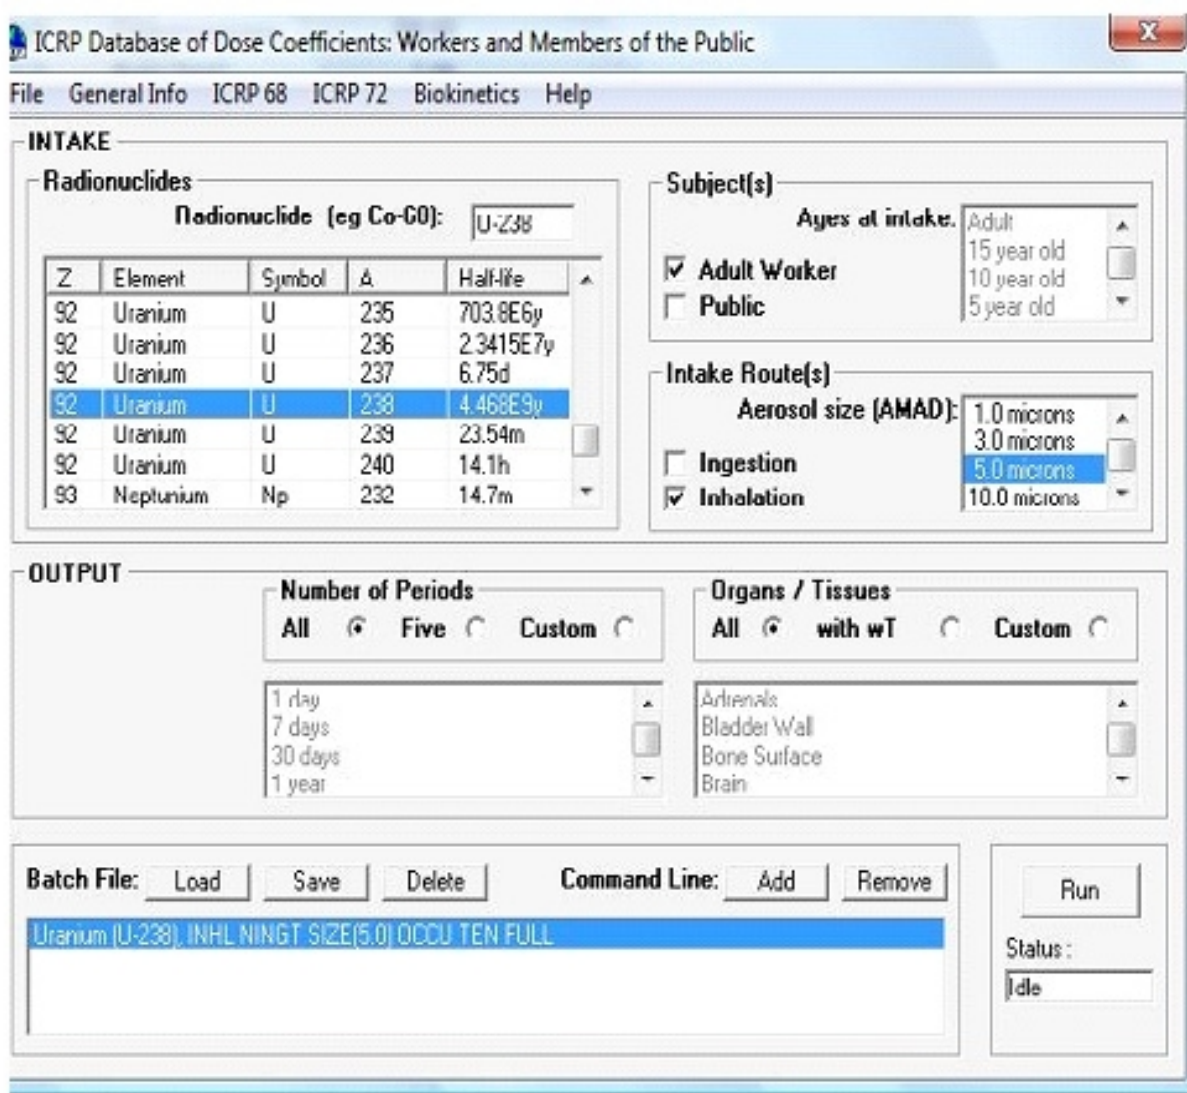 ICRP Database of Dose Coefficients: Workers and Members of the Public
X
File General Info ICRP 68 ICRP 72 Biokinetics Help
INTAKE
Radionuclides
Radionuclide (eg Co-60):
U-238
Z Element Symbol A Half-life
92 Uranium U 235 703.8E6y
92 Uranium U 236 2.3415E7y
92 Uranium U 237 6.75d
92 Uranium U 238 4.468E9y
92 Uranium U 239 23.54m
92 Uranium U 240 14.1h
93 Neptunium Np 232 14.7m
Subject(s)
Ages at intake:
Adult
15 year old
10 year old
5 year old
Adult Worker
Public
Intake Route(s)
Aerosol size (AMAD):
1.0 microns
3.0 microns
5.0 microns
10.0 microns
Ingestion
Inhalation
OUTPUT
Number of Periods
All Five Custom
1 day
7 days
30 days
1 year
Organs / Tissues
All with wT Custom
Adrenals
Bladder Wall
Bone Surface
Brain
Batch File: Load Save Delete Command Line: Add Remove
Uranium (U-238), INHL NINGT SIZE(5.0) OCCU TEN FULL
Run
Status :
Idle